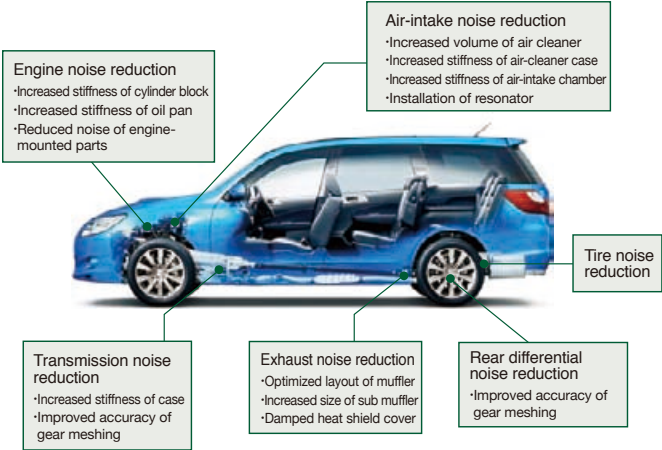 Air-intake noise reduction
·Increased volume of air cleaner
·Increased stiffness of air-cleaner case
·Increased stiffness of air-intake chamber
·Installation of resonator
Engine noise reduction
·Increased stiffness of cylinder block
·Increased stiffness of oil pan
·Reduced noise of engine-
mounted parts
Tire noise
reduction
Transmission noise
reduction
·Increased stiffness of case
·Improved accuracy of
gear meshing
Exhaust noise reduction
·Optimized layout of muffler
·Increased size of sub muffler
·Damped heat shield cover
Rear differential
noise reduction
·Improved accuracy of
gear meshing